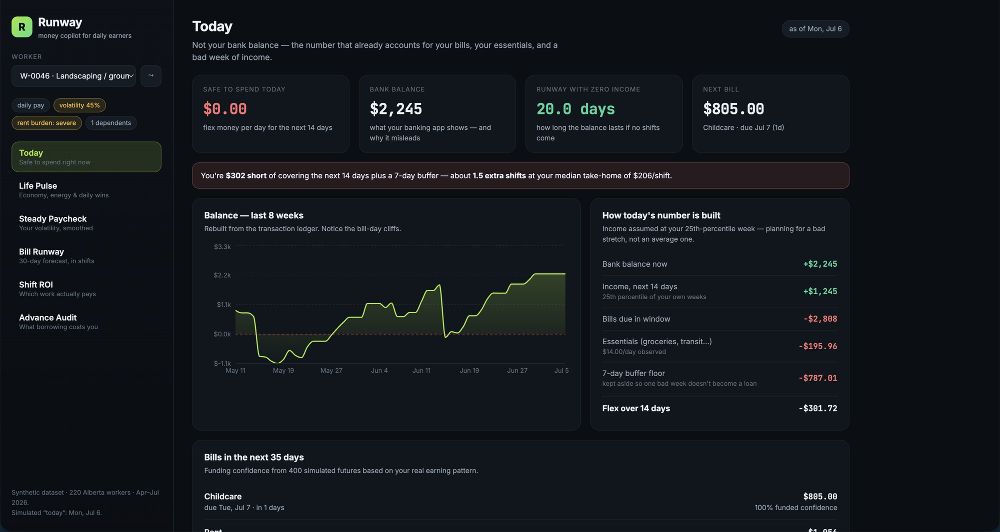 R
Runway
money copilot for daily earners
WORKER
W-0046 · Landscaping / groun
→
daily pay
volatility 45%
rent burden: severe
1 dependents
Today
Safe to spend right now
Life Pulse
Economy, energy & daily wins
Steady Paycheck
Your volatility, smoothed
Bill Runway
30-day forecast, in shifts
Shift ROI
Which work actually pays
Advance Audit
What borrowing costs you
Synthetic dataset · 220 Alberta workers · Apr–Jul
2026.
Simulated “today”: Mon, Jul 6.
Today
as of Mon, Jul 6
Not your bank balance — the number that already accounts for your bills, your essentials, and a
bad week of income.
SAFE TO SPEND TODAY
$0.00
flex money per day for the next 14 days
BANK BALANCE
$2,245
what your banking app shows — and
why it misleads
RUNWAY WITH ZERO INCOME
20.0 days
how long the balance lasts if no shifts
come
NEXT BILL
$805.00
Childcare · due Jul 7 (1d)
You're $302 short of covering the next 14 days plus a 7-day buffer — about 1.5 extra shifts at your median take-home of $206/shift.
Balance — last 8 weeks
Rebuilt from the transaction ledger. Notice the bill-day cliffs.
$3.3k
$2.2k
$1.1k
$0.0k
$-1.1k
May 11 May 19 May 27 Jun 4 Jun 11 Jun 19 Jun 27 Jul 5
How today's number is built
Income assumed at your 25th-percentile week — planning for a bad
stretch, not an average one.
Bank balance now +$2,245
Income, next 14 days +$1,245
25th percentile of your own weeks
Bills due in window -$2,808
Essentials (groceries, transit…) -$195.96
$14.00/day observed
7-day buffer floor -$787.01
kept aside so one bad week doesn't become a loan
Flex over 14 days -$301.72
Bills in the next 35 days
Funding confidence from 400 simulated futures based on your real earning pattern.
Childcare $805.00
due Tue, Jul 7 · in 1 days 100% funded confidence
Rent